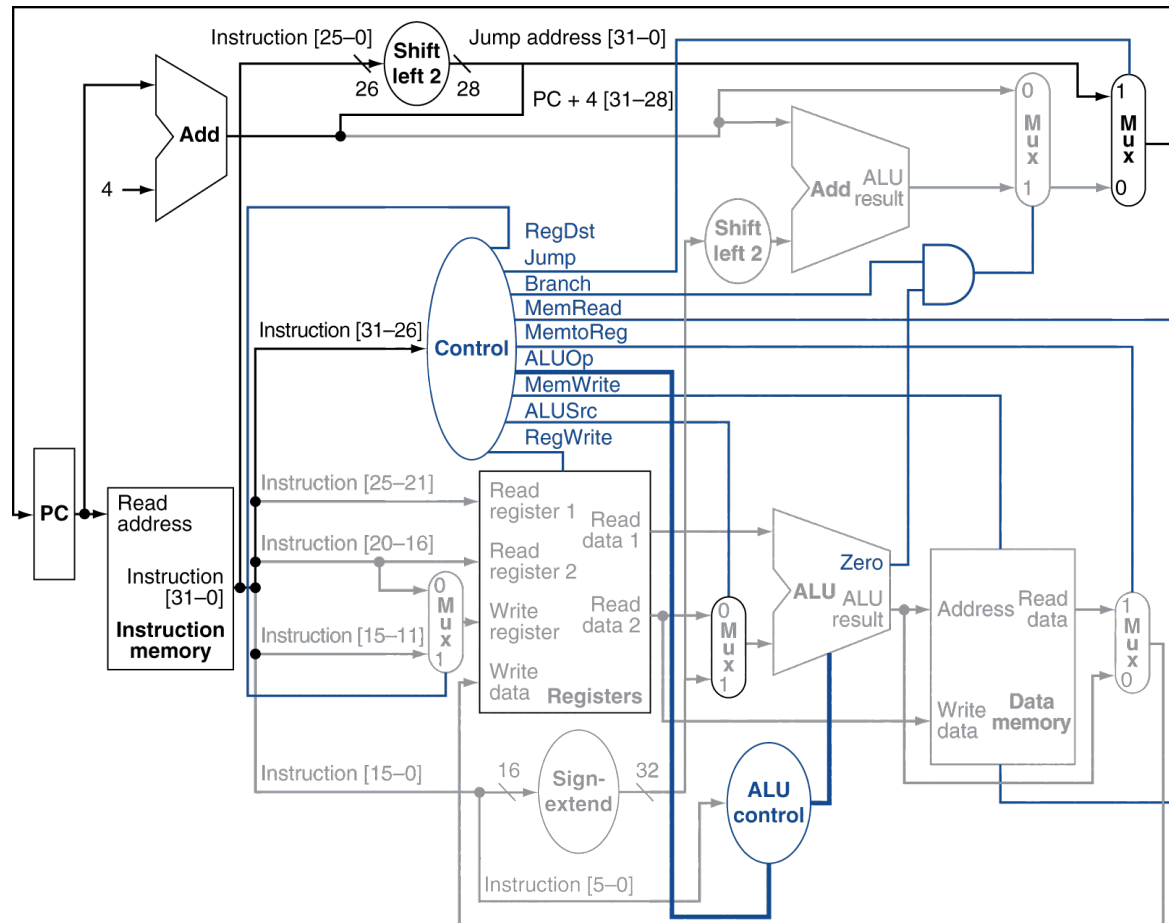 Instruction [25–0]
Shift
left 2
Jump address [31–0]
26
28
PC + 4 [31–28]
Add
4
0
M
u
x
1
1
M
u
x
0
Add
ALU
result
Shift
left 2
RegDst
Jump
Branch
MemRead
MemtoReg
ALUOp
MemWrite
ALUSrc
RegWrite
Instruction [31–26]
Control
PC
Read
address
Instruction
[31–0]
Instruction
memory
Instruction [25–21]
Instruction [20–16]
Instruction [15–11]
0
M
u
x
1
Read
register 1
Read
register 2
Write
register
Write
data
Read
data 1
Read
data 2
Registers
0
M
u
x
1
Zero
ALU
ALU
result
Address
Read
data
Write
data
Data
memory
1
M
u
x
0
Instruction [15–0]
16
Sign-
extend
32
ALU
control
Instruction [5–0]